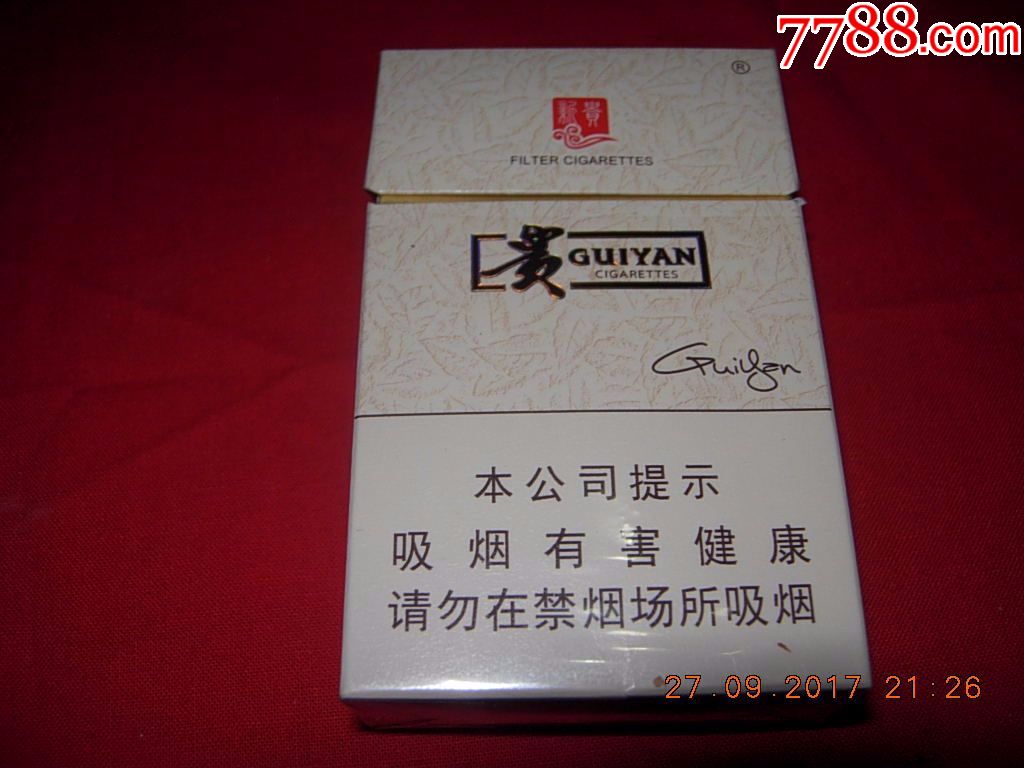 7788.com
®
新貴
FILTER CIGARETTES
贵 GUIYAN
CIGARETTES
GuiYan
本公司提示
吸烟有害健康
请勿在禁烟场所吸烟
27.09.2017 21:26